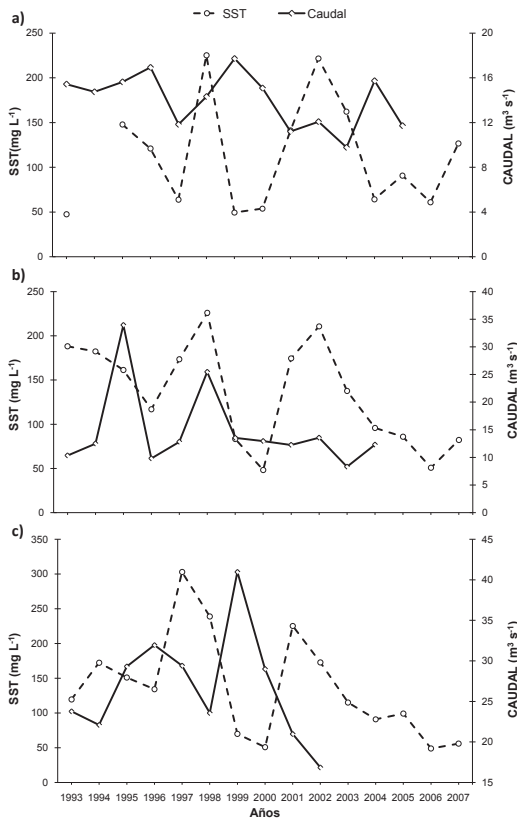 SST Caudal
a)
250 200 150 100 50 0
SST(mg L-1)
20 16 12 8 4 0
CAUDAL (m³ s-1)
b)
250 200 150 100 50 0
SST (mg L-1)
40 35 30 25 20 15 10 5 0
CAUDAL (m³ s-1)
c)
350 300 250 200 150 100 50 0
SST (mg L-1)
45 40 35 30 25 20 15
CAUDAL (m³ s-1)
1993 1994 1995 1996 1997 1998 1999 2000 2001 2002 2003 2004 2005 2006 2007
Años